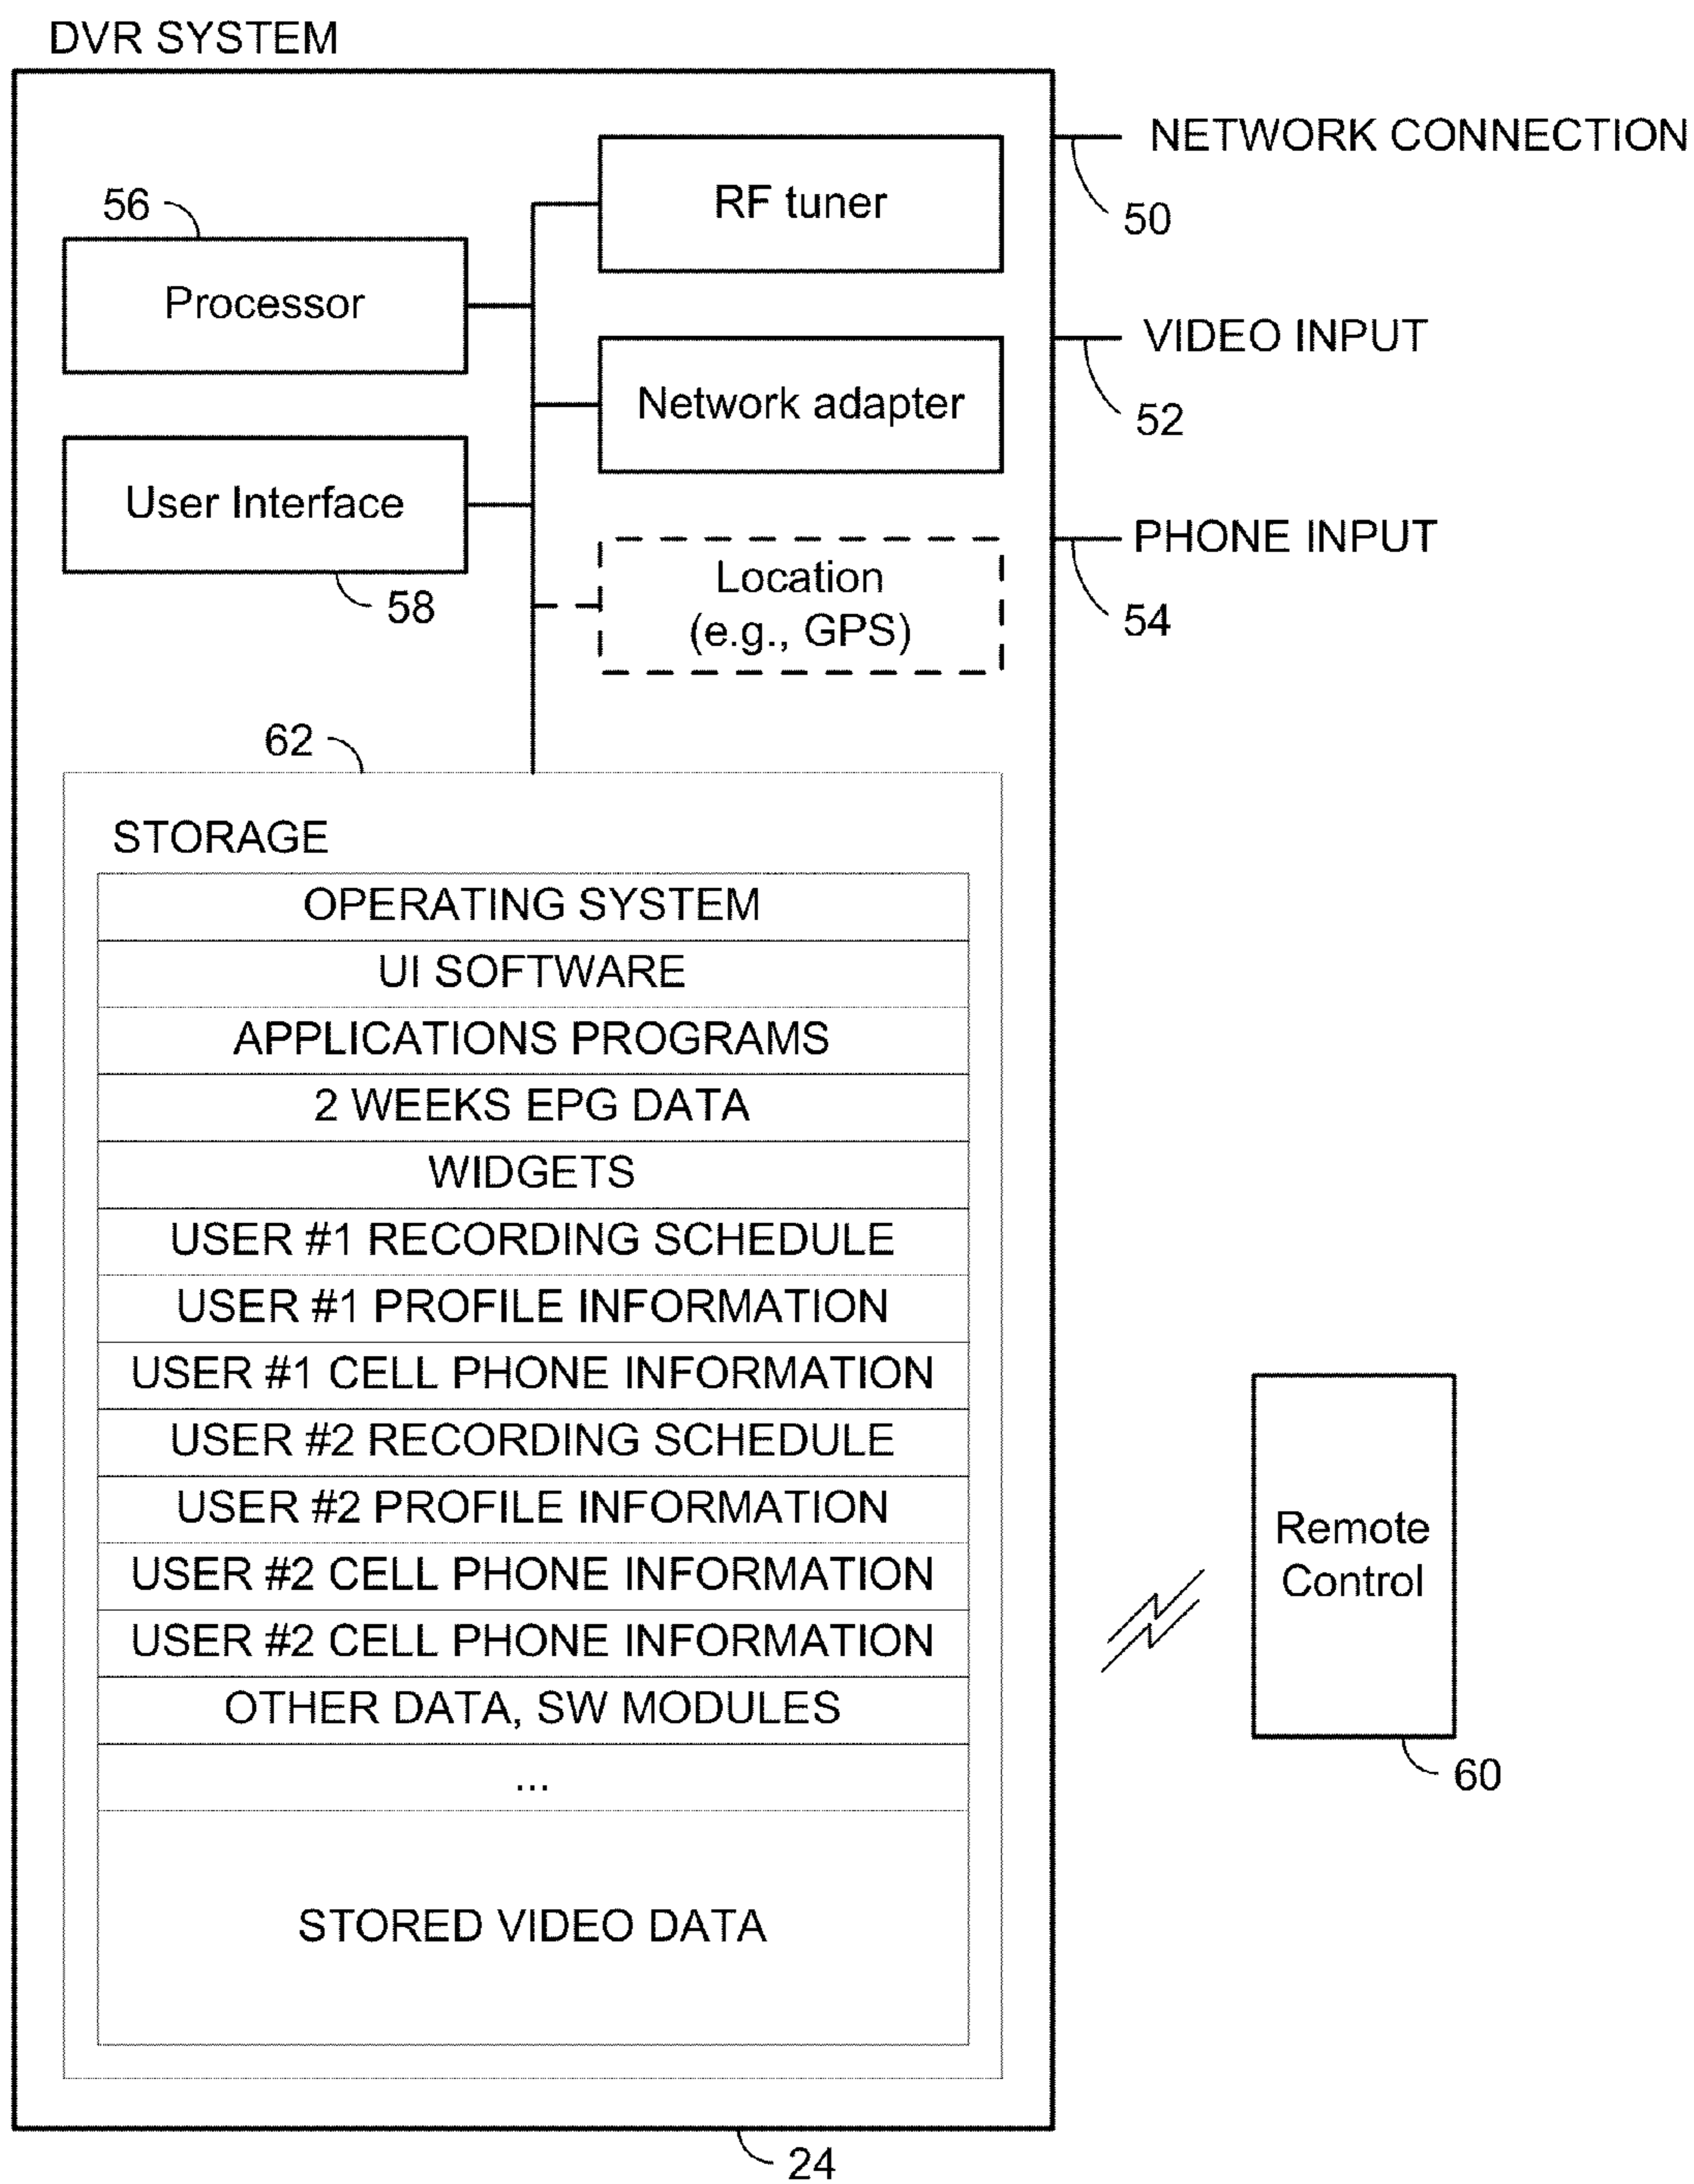 DVR SYSTEM
NETWORK CONNECTION
50
RF tuner
56
Processor
VIDEO INPUT
52
Network adapter
User Interface
58
PHONE INPUT
54
Location
(e.g., GPS)
62
STORAGE
OPERATING SYSTEM
UI SOFTWARE
APPLICATIONS PROGRAMS
2 WEEKS EPG DATA
WIDGETS
USER #1 RECORDING SCHEDULE
USER #1 PROFILE INFORMATION
USER #1 CELL PHONE INFORMATION
USER #2 RECORDING SCHEDULE
USER #2 PROFILE INFORMATION
USER #2 CELL PHONE INFORMATION
USER #2 CELL PHONE INFORMATION
OTHER DATA, SW MODULES
...
STORED VIDEO DATA
Remote
Control
60
24